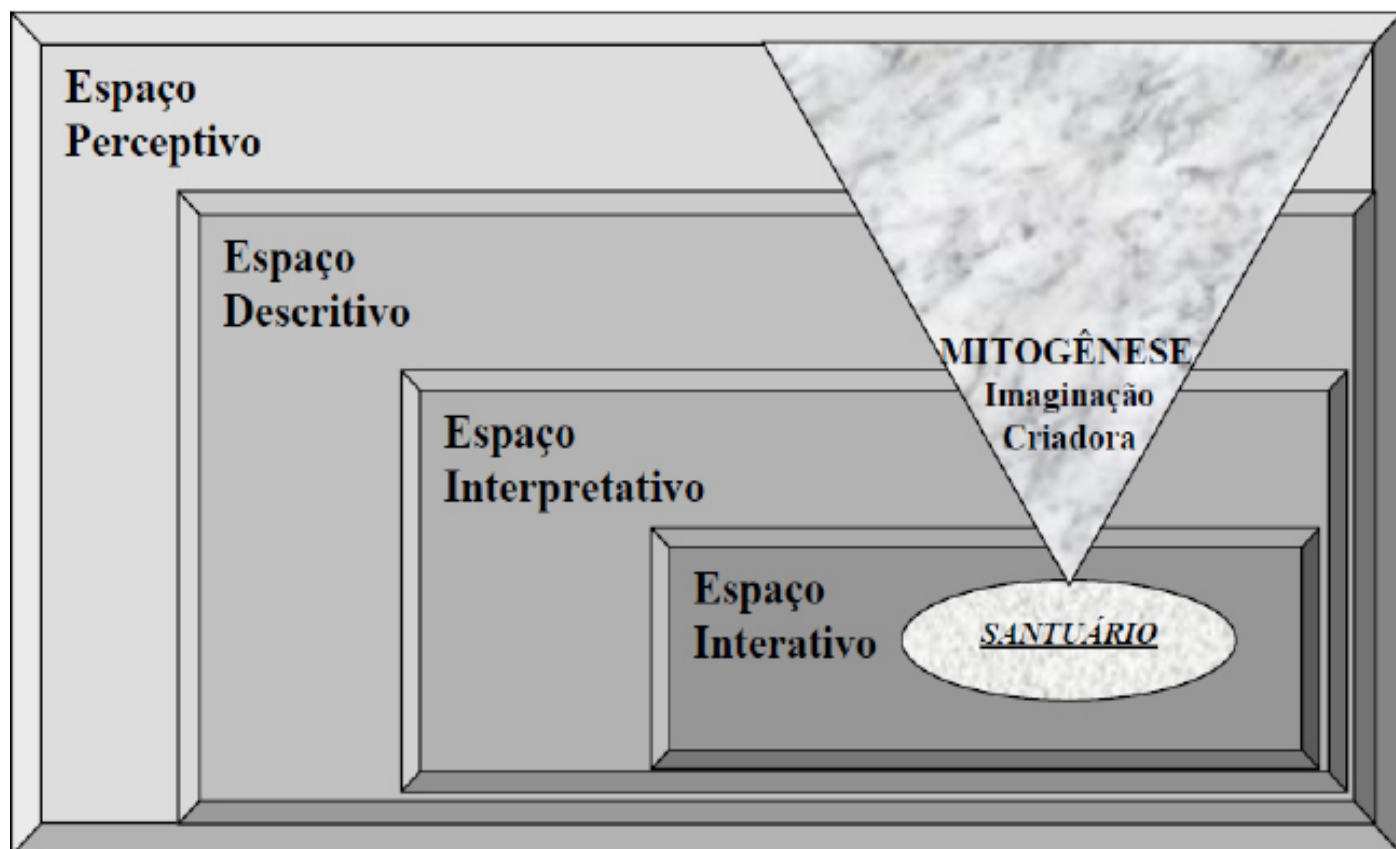 Espaço
Perceptivo
Espaço
Descritivo
MITOGÊNESE
Imaginação
Criadora
Espaço
Interpretativo
Espaço
Interativo
SANTUÁRIO